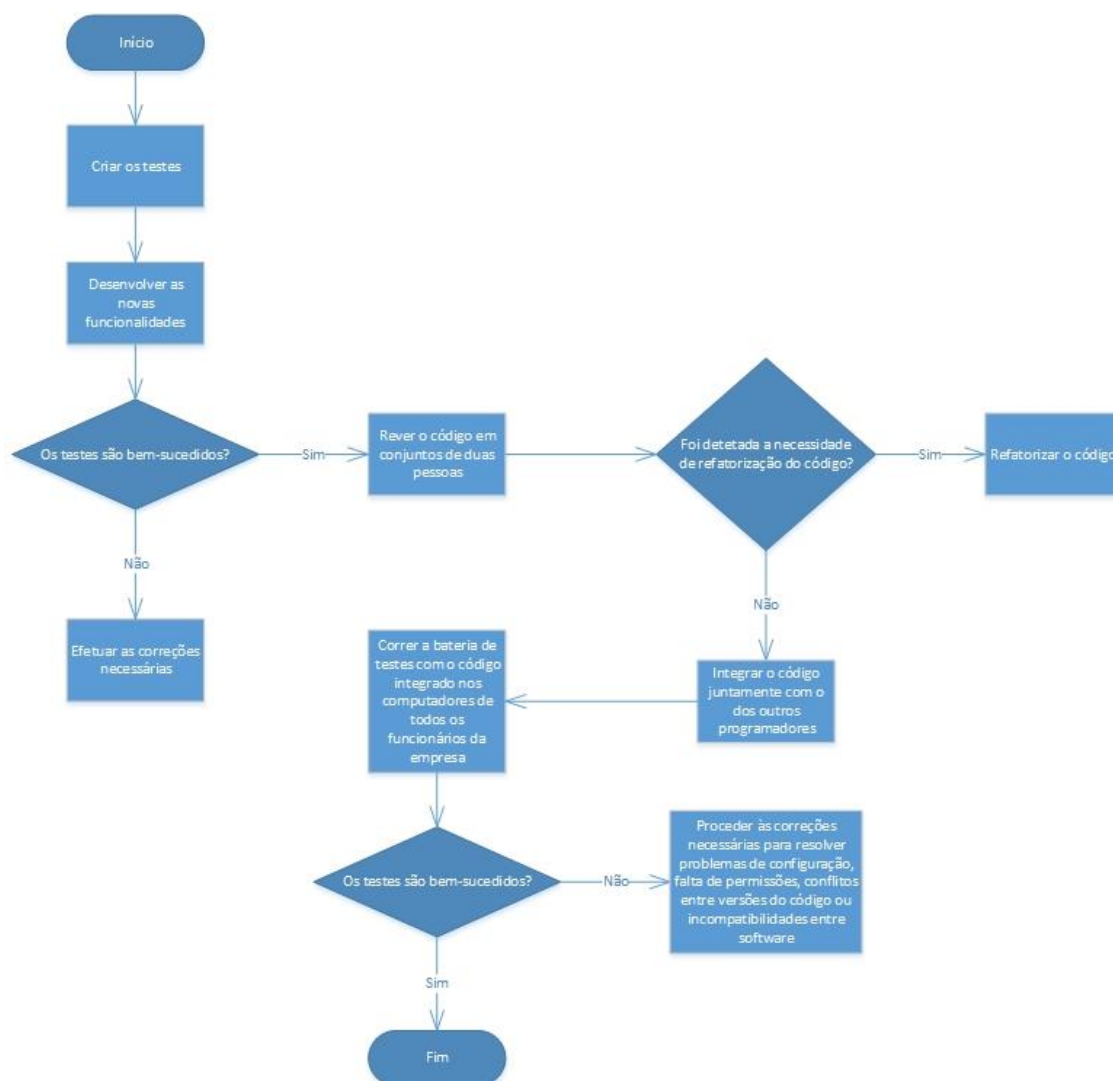 Início
Criar os testes
Desenvolver as
novas
funcionalidades
Os testes são bem-sucedidos?
Sim
Rever o código em
conjuntos de duas
pessoas
Foi detetada a necessidade
de refatorização do código?
Sim
Refatorizar o código
Não
Efetuar as correções
necessárias
Não
Integrar o código
juntamente com o
dos outros
programadores
Correr a bateria de
testes com o código
integrado nos
computadores de
todos os
funcionários da
empresa
Os testes são bem-sucedidos?
Não
Proceder às correções
necessárias para resolver
problemas de configuração,
falta de permissões, conflitos
entre versões do código ou
incompatibilidades entre
software
Sim
Fim